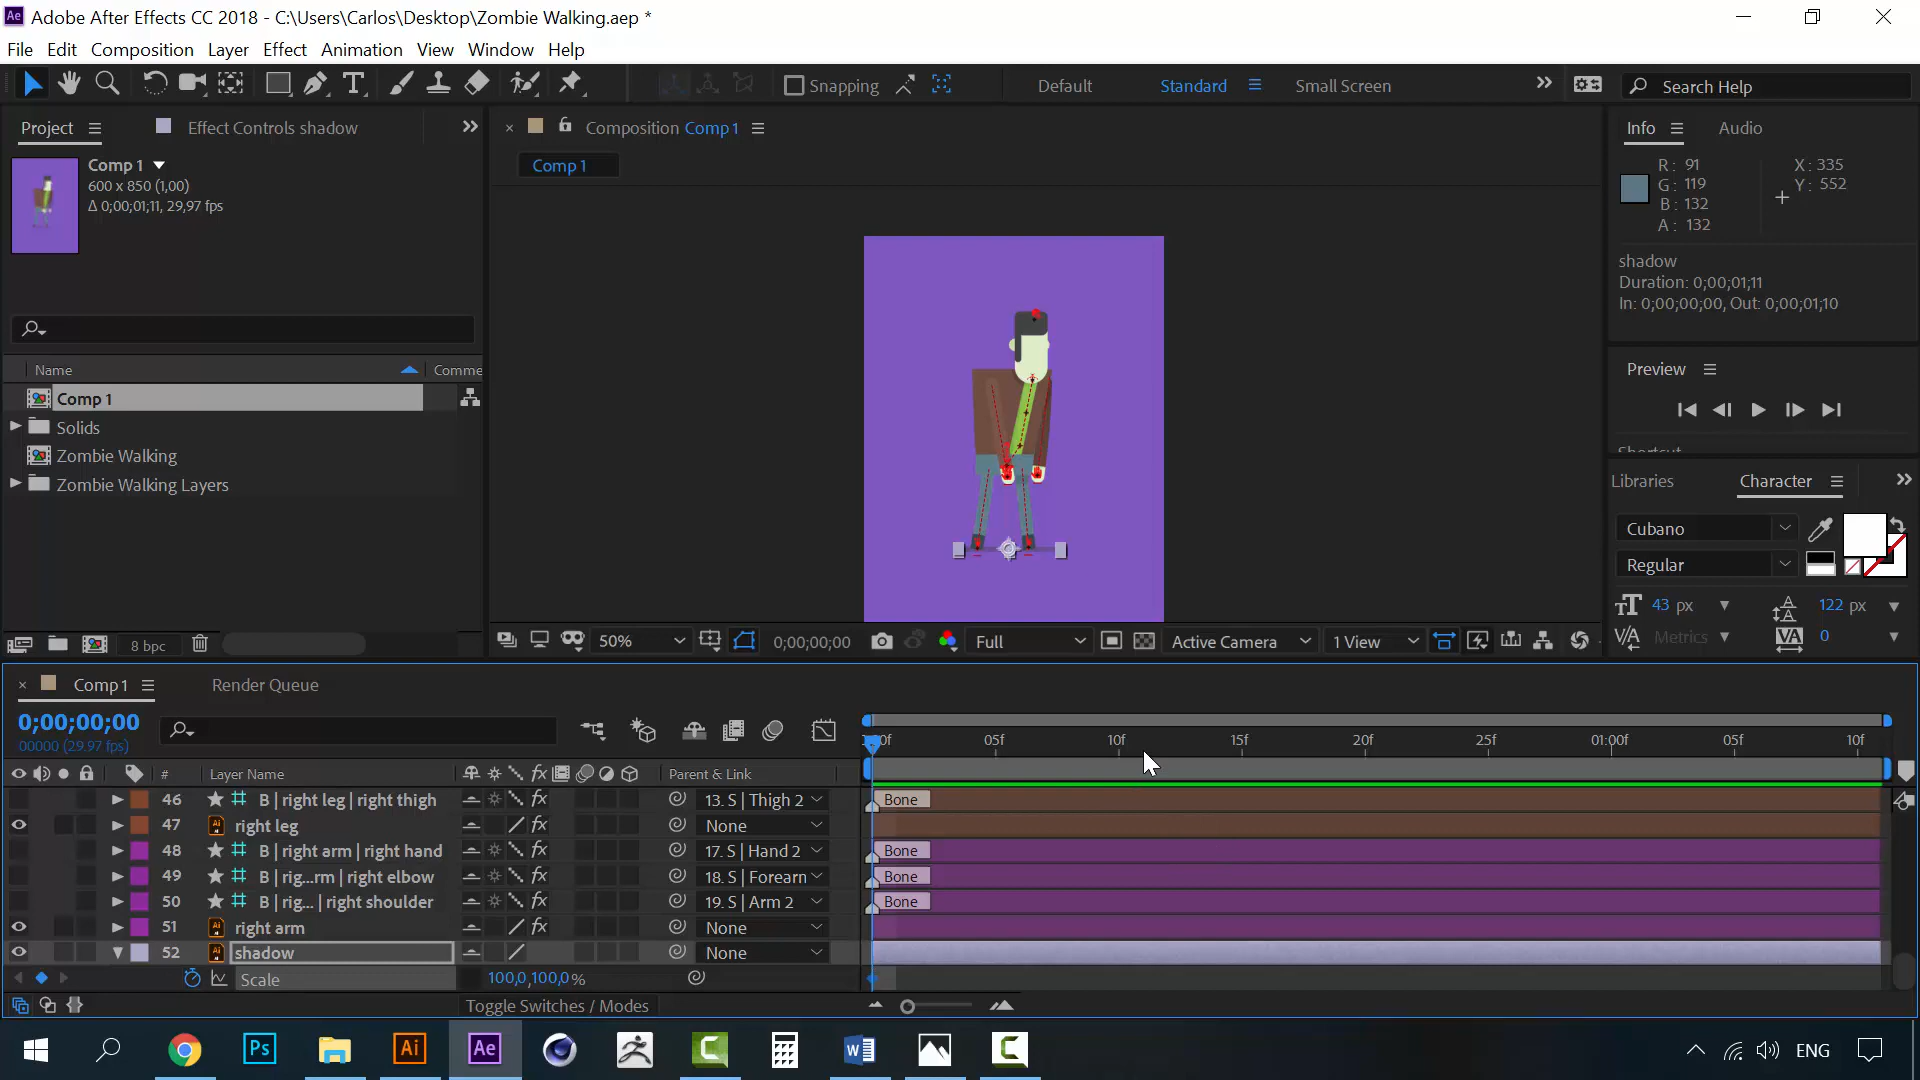 Adobe After Effects CC 2018 - C:\Users\Carlos\Desktop\Zombie Walking.aep *
File Edit Composition Layer Effect Animation View Window Help
Snapping Default Standard Small Screen Search Help
Project Effect Controls shadow
Composition Comp 1
Info Audio
Comp 1
600 x 850 (1,00)
Δ 0;00;01;11, 29,97 fps
Comp 1
R: 91 X: 335
G: 119 Y: 552
B: 132
A: 132
shadow
Duration: 0;00;01;11
In: 0;00;00;00, Out: 0;00;01;10
Preview
Name Comme
Comp 1
Solids
Zombie Walking
Zombie Walking Layers
Libraries Character
Cubano
Regular
43 px 122 px
Metrics 0
8 bpc
50% 0;00;00;00 Full Active Camera 1 View
Comp 1 Render Queue
0;00;00;00
00000 (29.97 fps)
05f 10f 15f 20f 25f 01:00f 05f 10f
# Layer Name Parent & Link
46 B | right leg | right thigh 13. S | Thigh 2 Bone
47 right leg None
48 B | right arm | right hand 17. S | Hand 2 Bone
49 B | rig...rm | right elbow 18. S | Forearn Bone
50 B | rig... | right shoulder 19. S | Arm 2 Bone
51 right arm None
52 shadow None
Scale 100,0,100,0%
Toggle Switches / Modes
Ps Ai Ae ENG